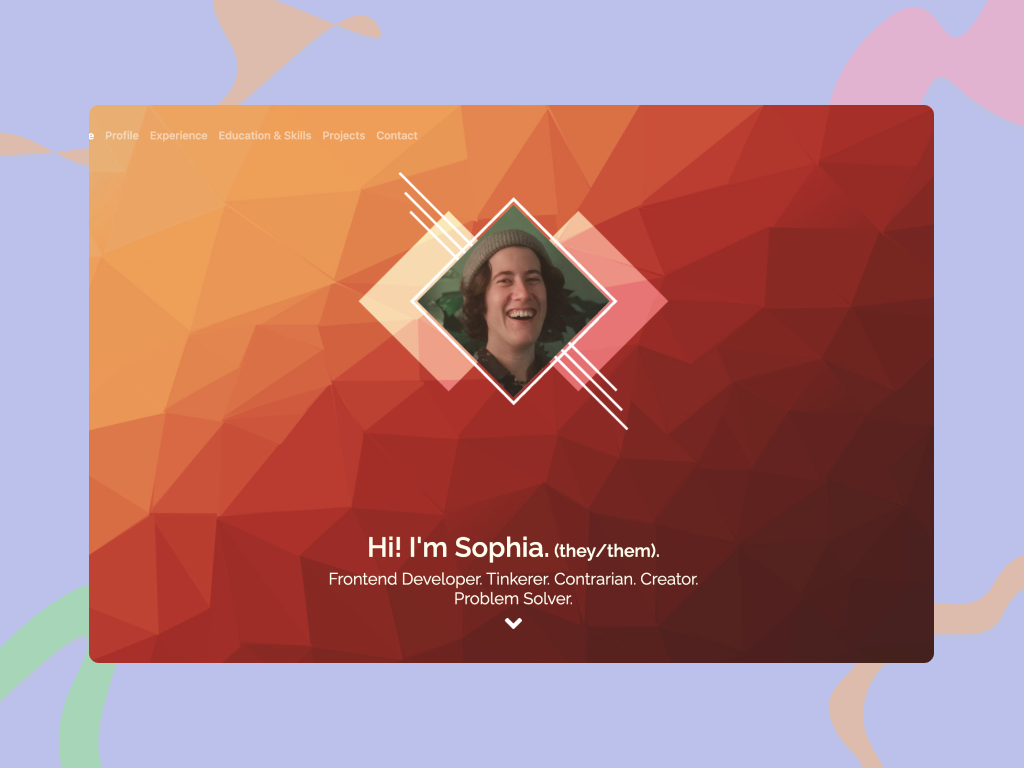 e Profile Experience Education & Skills Projects Contact
Hi! I'm Sophia. (they/them).
Frontend Developer. Tinkerer. Contrarian. Creator.
Problem Solver.